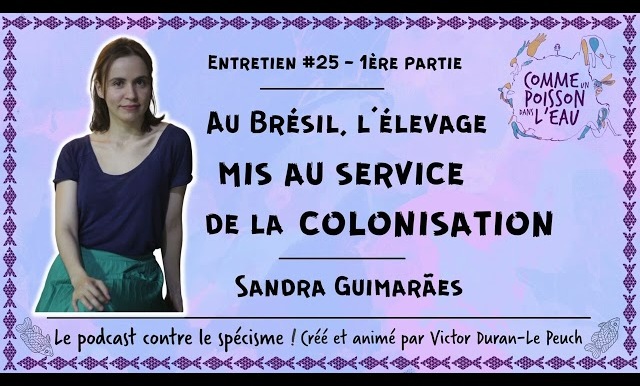 Entretien #25 - 1ère partie
COMME UN
POISSON
DANS L'EAU
Au Brésil, l'élevage
mis au service
de la colonisation
Sandra Guimarães
Le podcast contre le spécisme ! Créé et animé par Victor Duran-Le Peuch